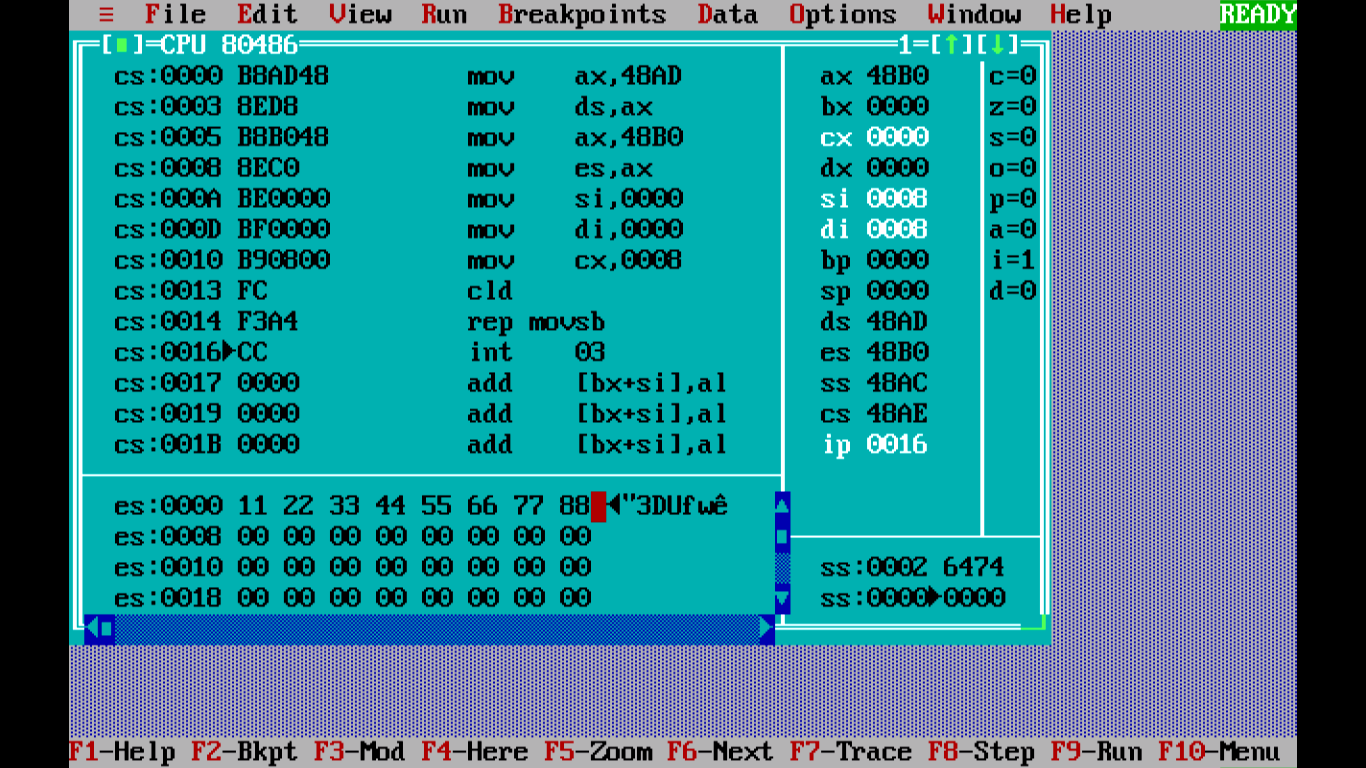 ≡ File Edit View Run Breakpoints Data Options Window Help READY
[■]=CPU 80486 1=[↑][↓]
cs:0000 B8AD48 mov ax,48AD ax 48B0 c=0
cs:0003 8ED8 mov ds,ax bx 0000 z=0
cs:0005 B8B048 mov ax,48B0 cx 0000 s=0
cs:0008 8EC0 mov es,ax dx 0000 o=0
cs:000A BE0000 mov si,0000 si 0008 p=0
cs:000D BF0000 mov di,0000 di 0008 a=0
cs:0010 B90800 mov cx,0008 bp 0000 i=1
cs:0013 FC cld sp 0000 d=0
cs:0014 F3A4 rep movsb ds 48AD
cs:0016►CC int 03 es 48B0
cs:0017 0000 add [bx+si],al ss 48AC
cs:0019 0000 add [bx+si],al cs 48AE
cs:001B 0000 add [bx+si],al ip 0016
es:0000 11 22 33 44 55 66 77 88 ◄"3DUfwê
es:0008 00 00 00 00 00 00 00 00
es:0010 00 00 00 00 00 00 00 00 ss:0002 6474
es:0018 00 00 00 00 00 00 00 00 ss:0000►0000
F1-Help F2-Bkpt F3-Mod F4-Here F5-Zoom F6-Next F7-Trace F8-Step F9-Run F10-Menu